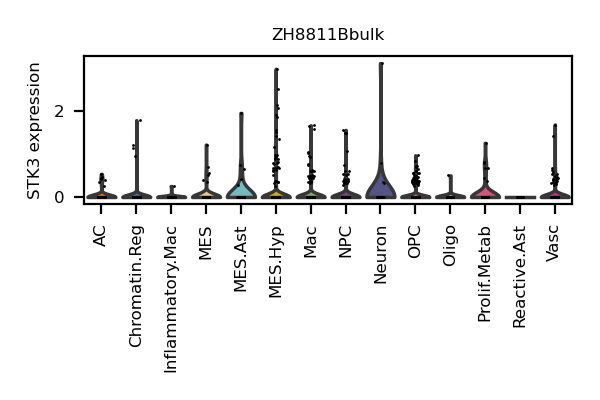 ZH8811Bbulk
STK3 expression
2
0
AC
Chromatin.Reg
Inflammatory.Mac
MES
MES.Ast
MES.Hyp
Mac
NPC
Neuron
OPC
Oligo
Prolif.Metab
Reactive.Ast
Vasc